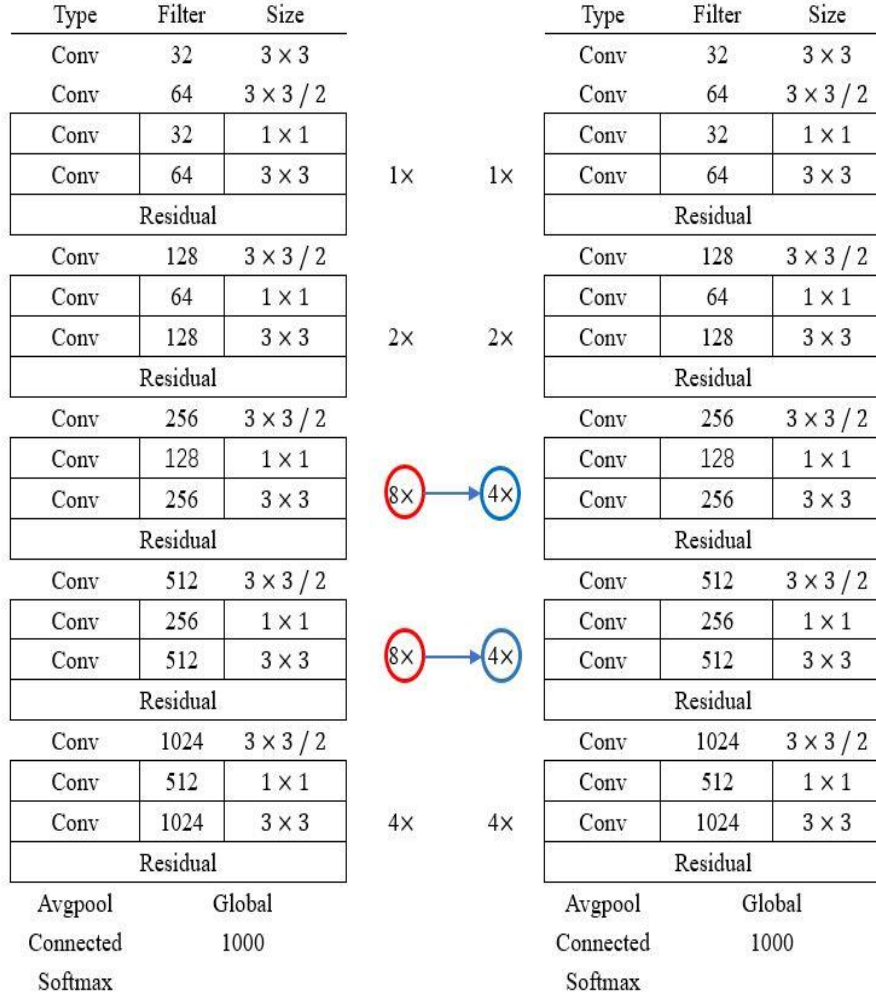 Type Filter Size Type Filter Size
Conv 32 3 × 3 Conv 32 3 × 3
Conv 64 3 × 3 / 2 Conv 64 3 × 3 / 2
Conv 32 1 × 1 Conv 32 1 × 1
Conv 64 3 × 3 1× 1× Conv 64 3 × 3
Residual Residual
Conv 128 3 × 3 / 2 Conv 128 3 × 3 / 2
Conv 64 1 × 1 Conv 64 1 × 1
Conv 128 3 × 3 2× 2× Conv 128 3 × 3
Residual Residual
Conv 256 3 × 3 / 2 Conv 256 3 × 3 / 2
Conv 128 1 × 1 Conv 128 1 × 1
Conv 256 3 × 3 8× 4× Conv 256 3 × 3
Residual Residual
Conv 512 3 × 3 / 2 Conv 512 3 × 3 / 2
Conv 256 1 × 1 Conv 256 1 × 1
Conv 512 3 × 3 8× 4× Conv 512 3 × 3
Residual Residual
Conv 1024 3 × 3 / 2 Conv 1024 3 × 3 / 2
Conv 512 1 × 1 Conv 512 1 × 1
Conv 1024 3 × 3 4× 4× Conv 1024 3 × 3
Residual Residual
Avgpool Global Avgpool Global
Connected 1000 Connected 1000
Softmax Softmax